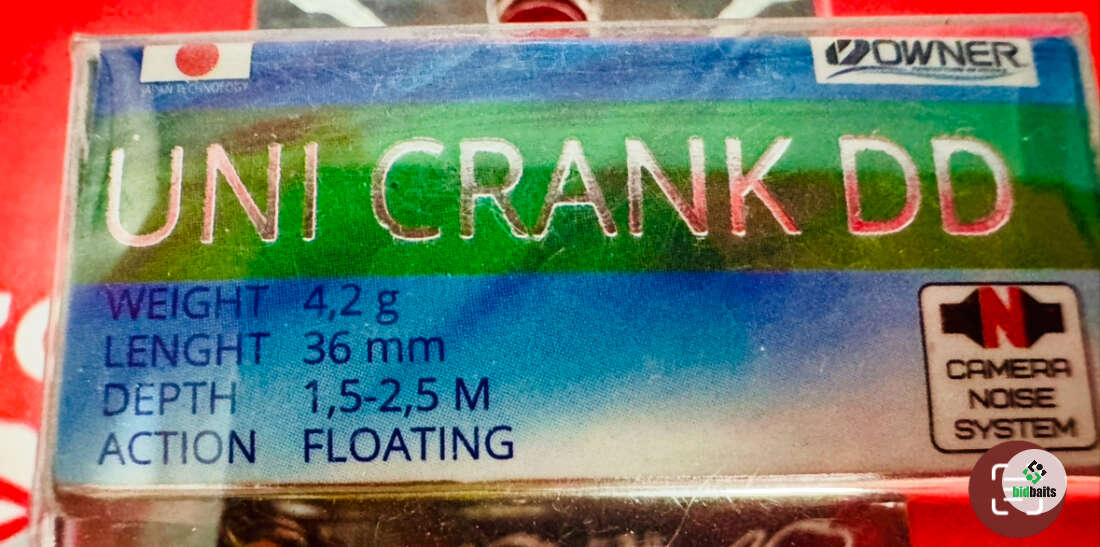 JAPAN TECHNOLOGY
OWNER
UNI CRANK DD
WEIGHT 4,2 g
LENGHT 36 mm
DEPTH 1,5-2,5 M
ACTION FLOATING
N
CAMERA
NOISE
SYSTEM
bidbaits